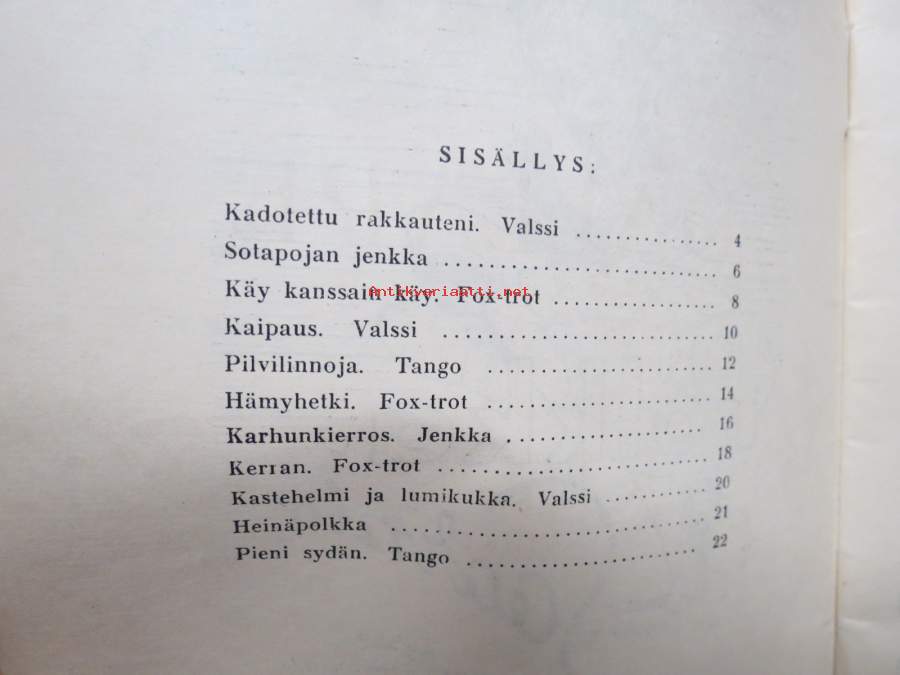 SISÄLLYS:
Kadotettu rakkauteni. Valssi ................ 4
Sotapojan jenkka ............................. 6
Käy kanssain käy. Fox-trot .................. 8
Antikvariaatti.net
Kaipaus. Valssi ............................ 10
Pilvilinnoja. Tango ........................ 12
Hämyhetki. Fox-trot ........................ 14
Karhunkierros. Jenkka ...................... 16
Kerran. Fox-trot ........................... 18
Kastehelmi ja lumikukka. Valssi ............ 20
Heinäpolkka ................................ 21
Pieni sydän. Tango ......................... 22